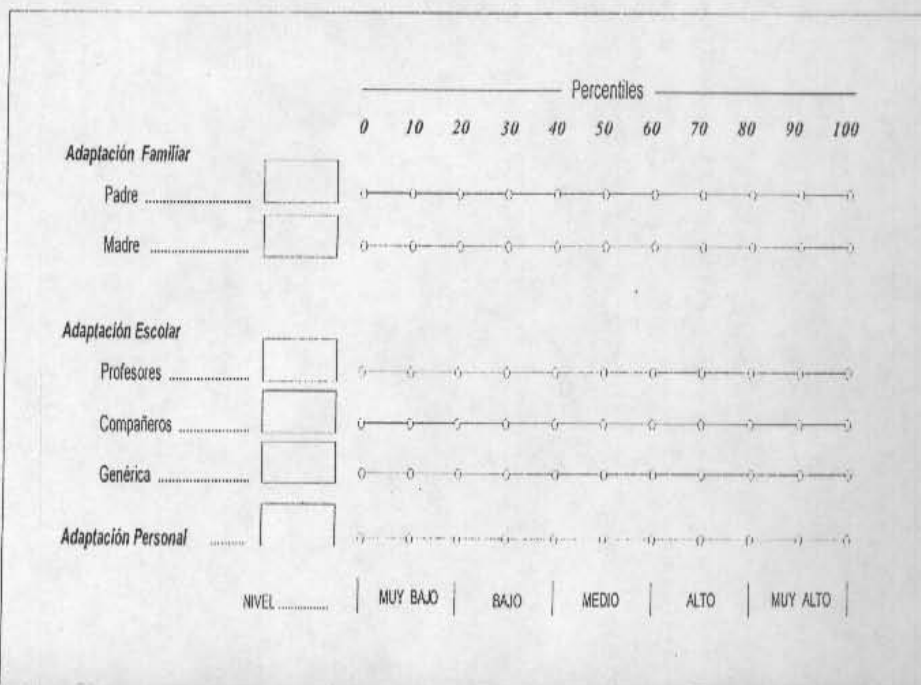 Percentiles
0 10 20 30 40 50 60 70 80 90 100
Adaptación Familiar
Padre ......................
Madre ...............
Adaptación Escolar
Profesores ................
Compañeros ..............
Genérica .................
Adaptación Personal ........
NIVEL ............. | MUY BAJO | BAJO | MEDIO | ALTO | MUY ALTO |